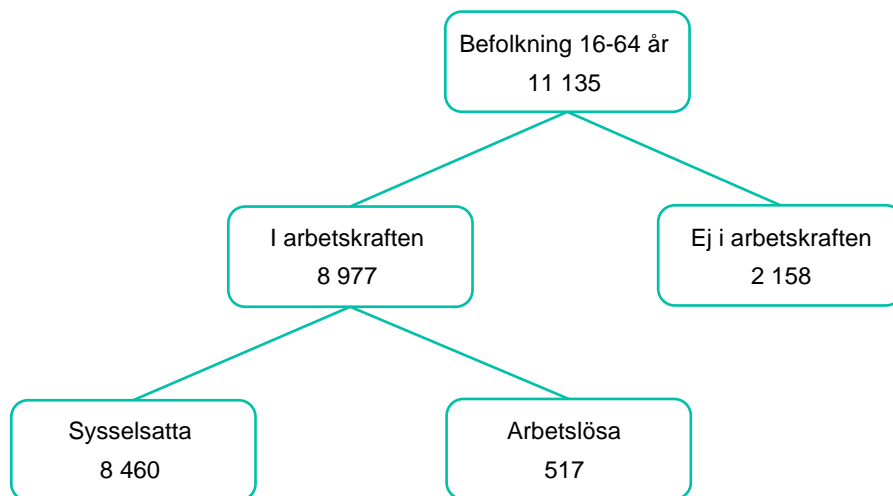 Befolkning 16-64 år
11 135
I arbetskraften
8 977
Ej i arbetskraften
2 158
Sysselsatta
8 460
Arbetslösa
517